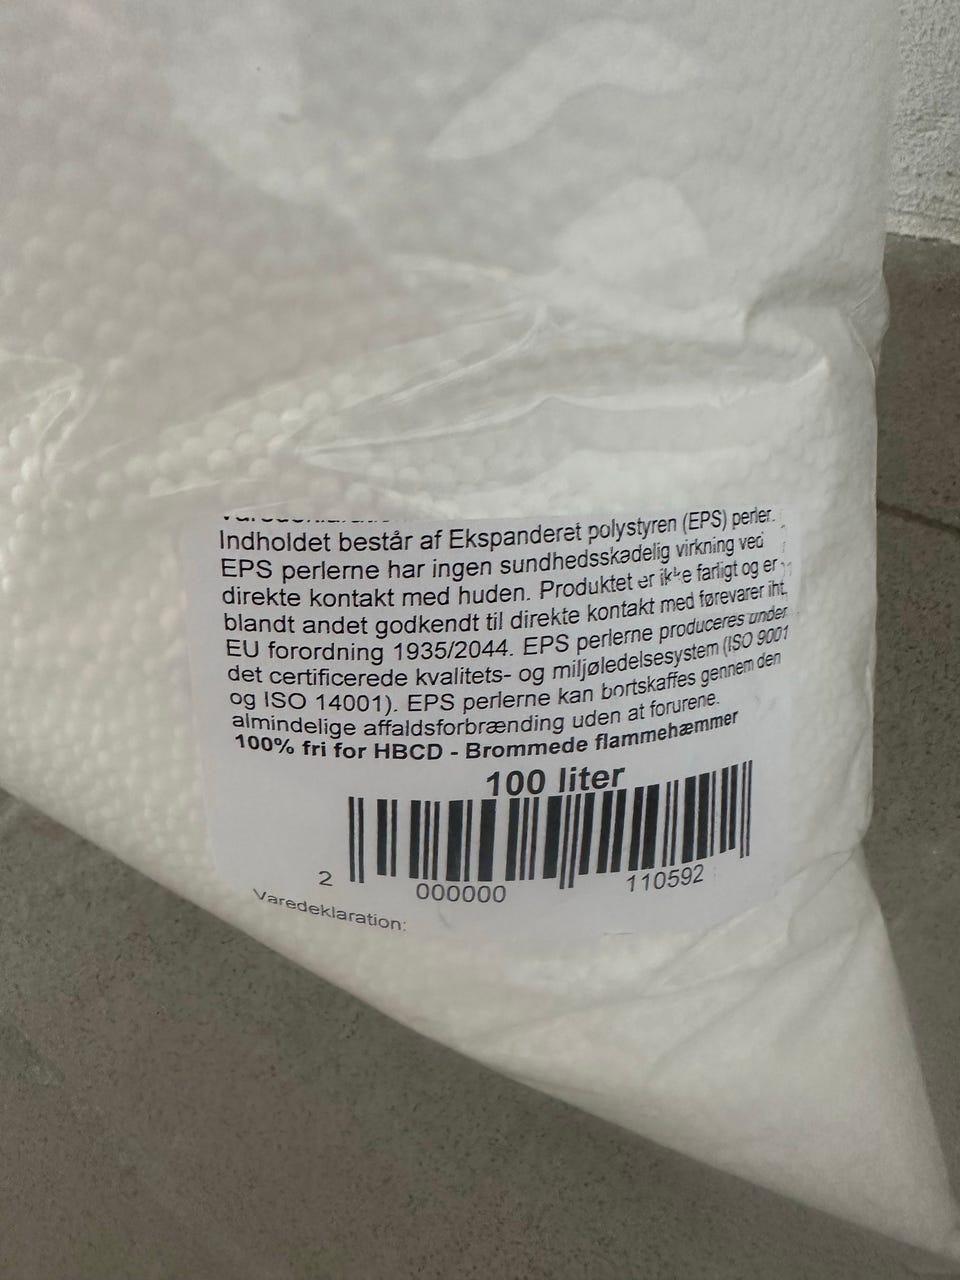 Indholdet består af Ekspanderet polystyren (EPS) perler.
EPS perlerne har ingen sundhedsskadelig virkning ved
direkte kontakt med huden. Produktet er ikke farligt og er
blandt andet godkendt til direkte kontakt med førevarer iht.
EU forordning 1935/2044. EPS perlerne produceres under
det certificerede kvalitets- og miljøledelsesystem (ISO 9001
og ISO 14001). EPS perlerne kan bortskaffes gennem den
almindelige affaldsforbrænding uden at forurene.
100% fri for HBCD - Brommede flammehæmmer
100 liter
2 000000 110592
Varedeklaration: